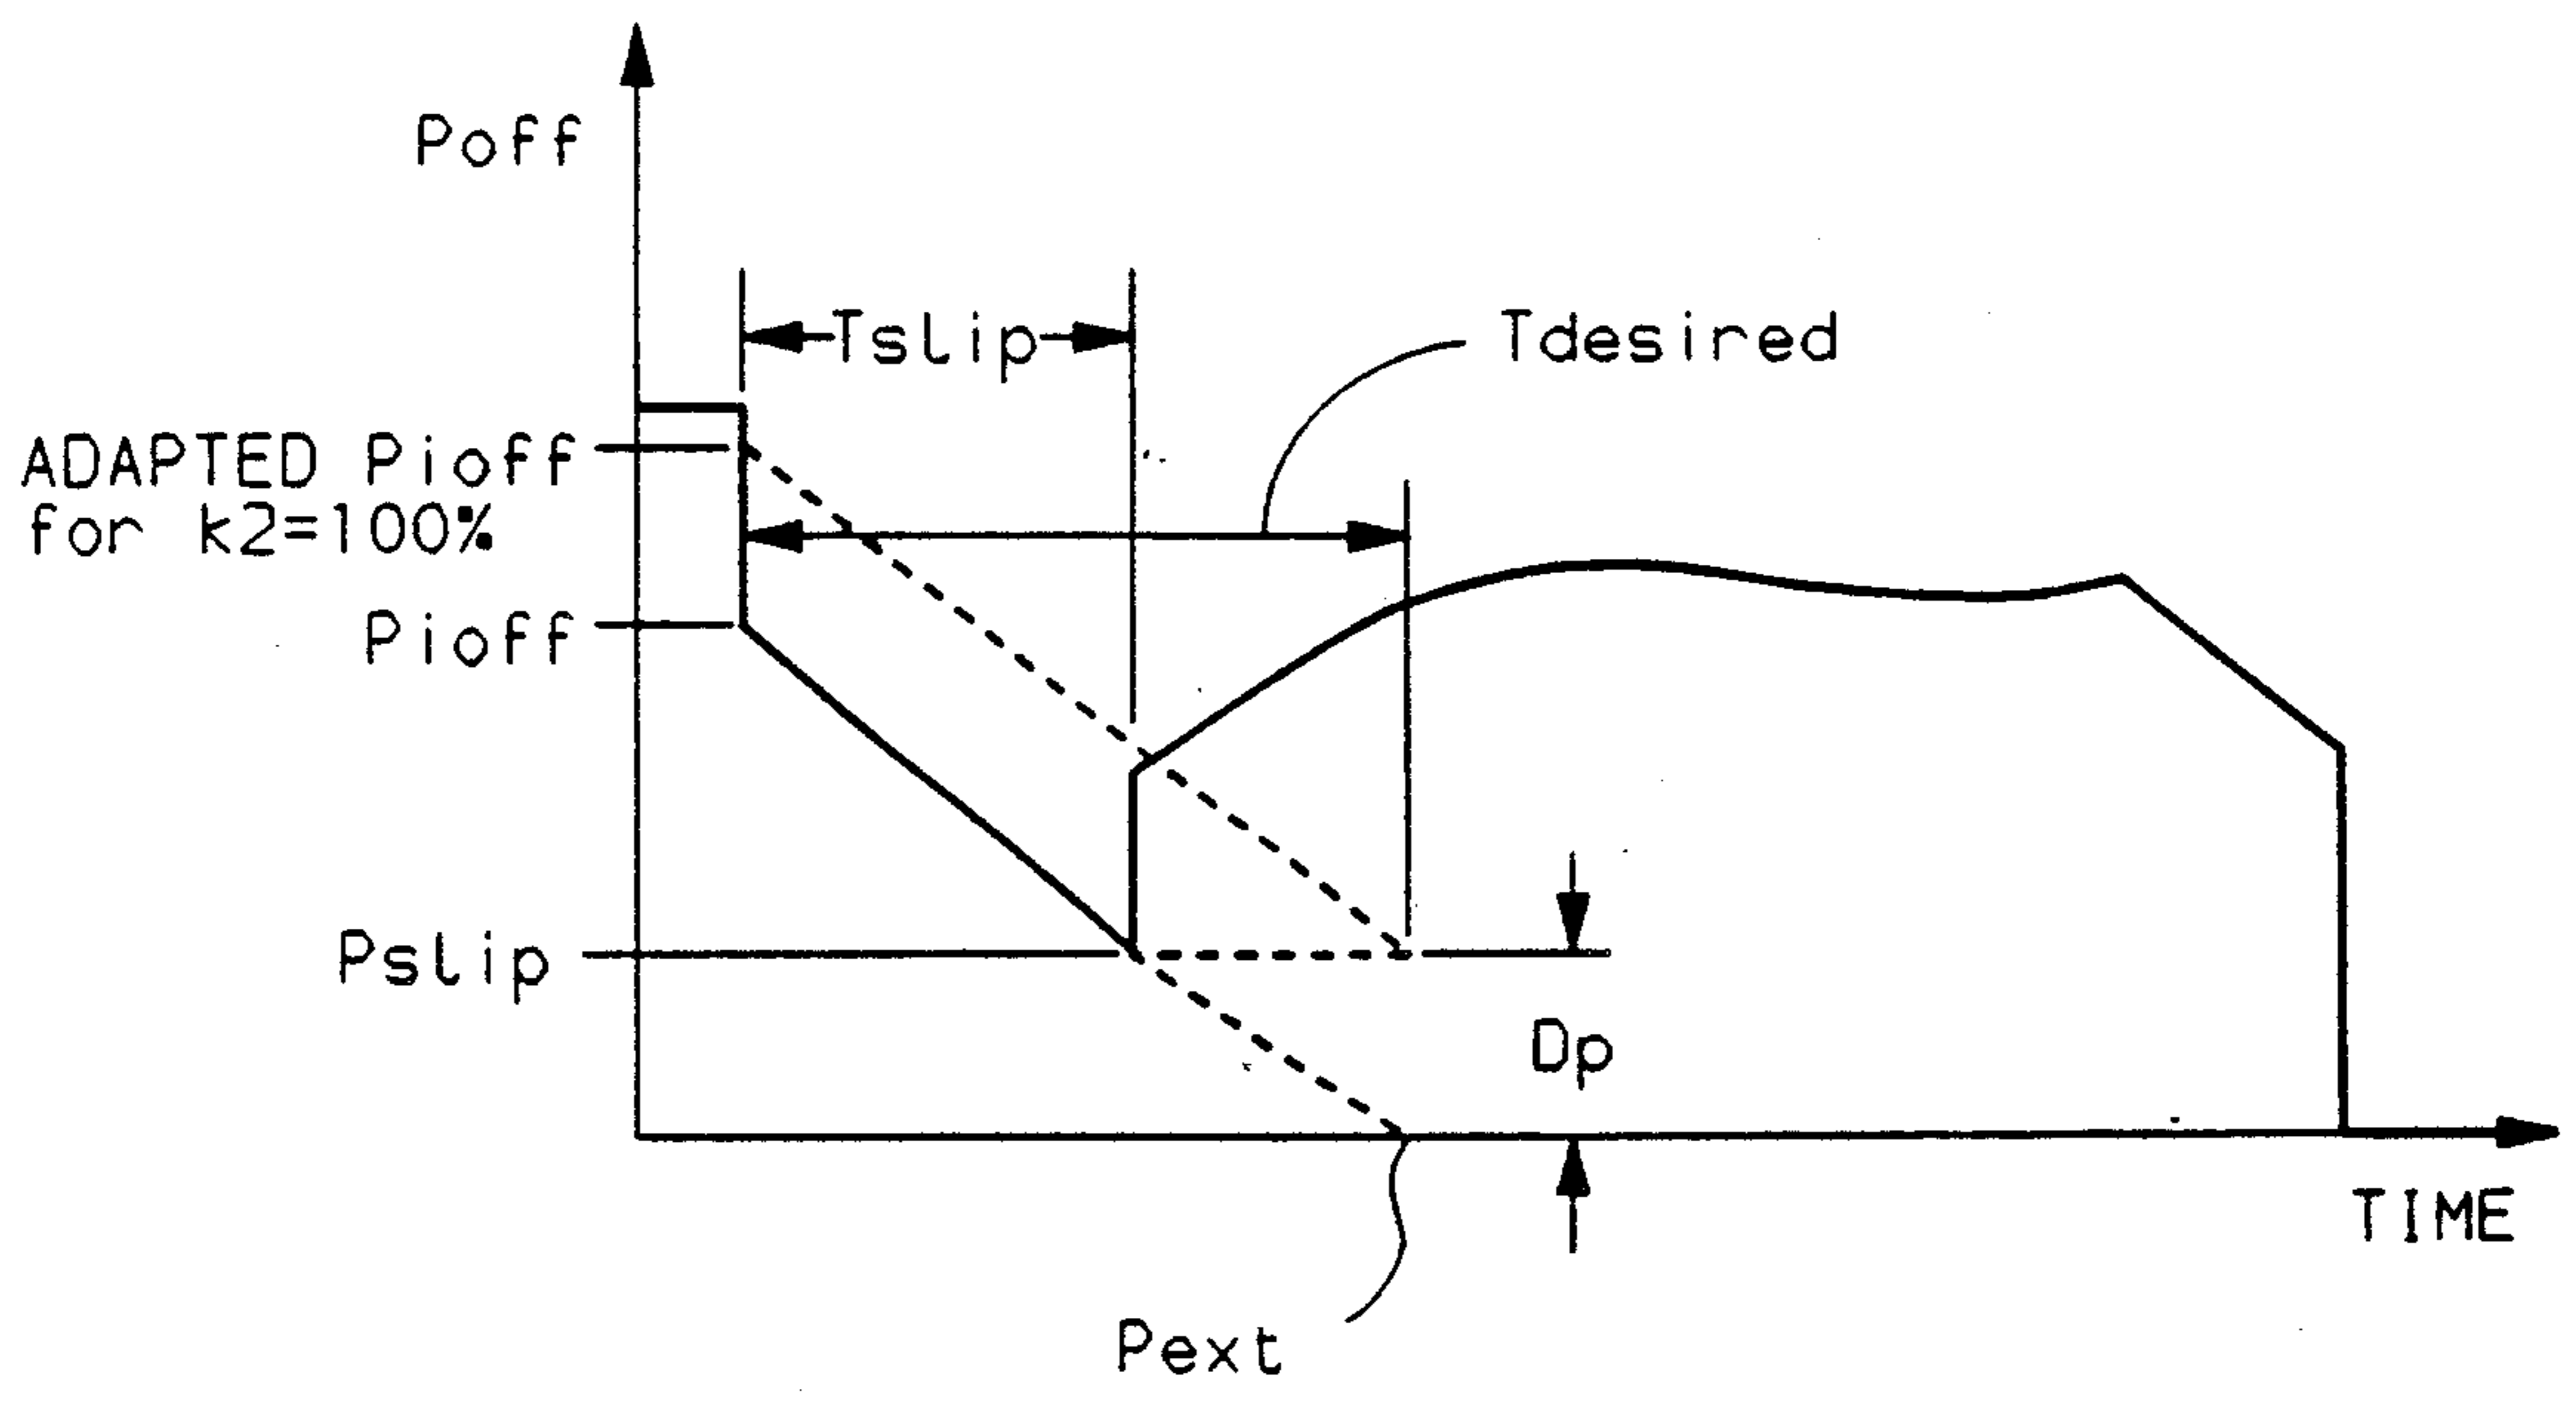 Poff
Tslip
Tdesired
ADAPTED Pioff
for k2=100%
Pioff
Pslip
Dp
TIME
Pext